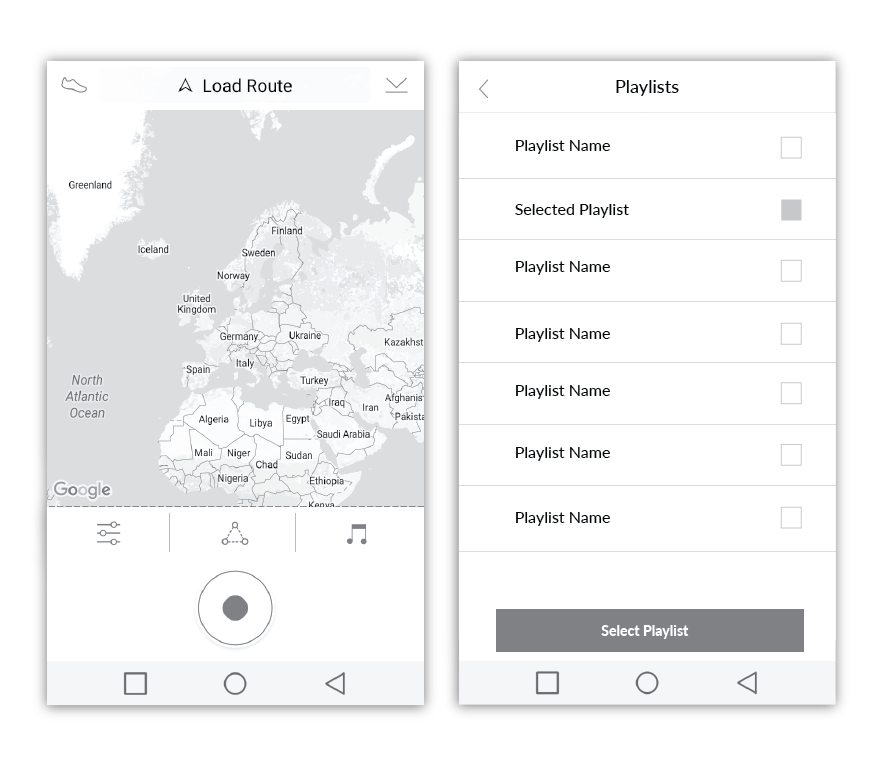 Load Route
Greenland
Iceland
Finland
Sweden
Norway
United
Kingdom
Germany
Ukraine
Kazakhst
Spain
Italy
Turkey
North
Atlantic
Ocean
Iraq
Iran
Afghanis
Pakista
Algeria
Libya
Egypt
Saudi Arabia
Mali
Niger
Chad
Sudan
Nigeria
Ethiopia
Kenya
Google
Playlists
Playlist Name
Selected Playlist
Playlist Name
Playlist Name
Playlist Name
Playlist Name
Playlist Name
Select Playlist